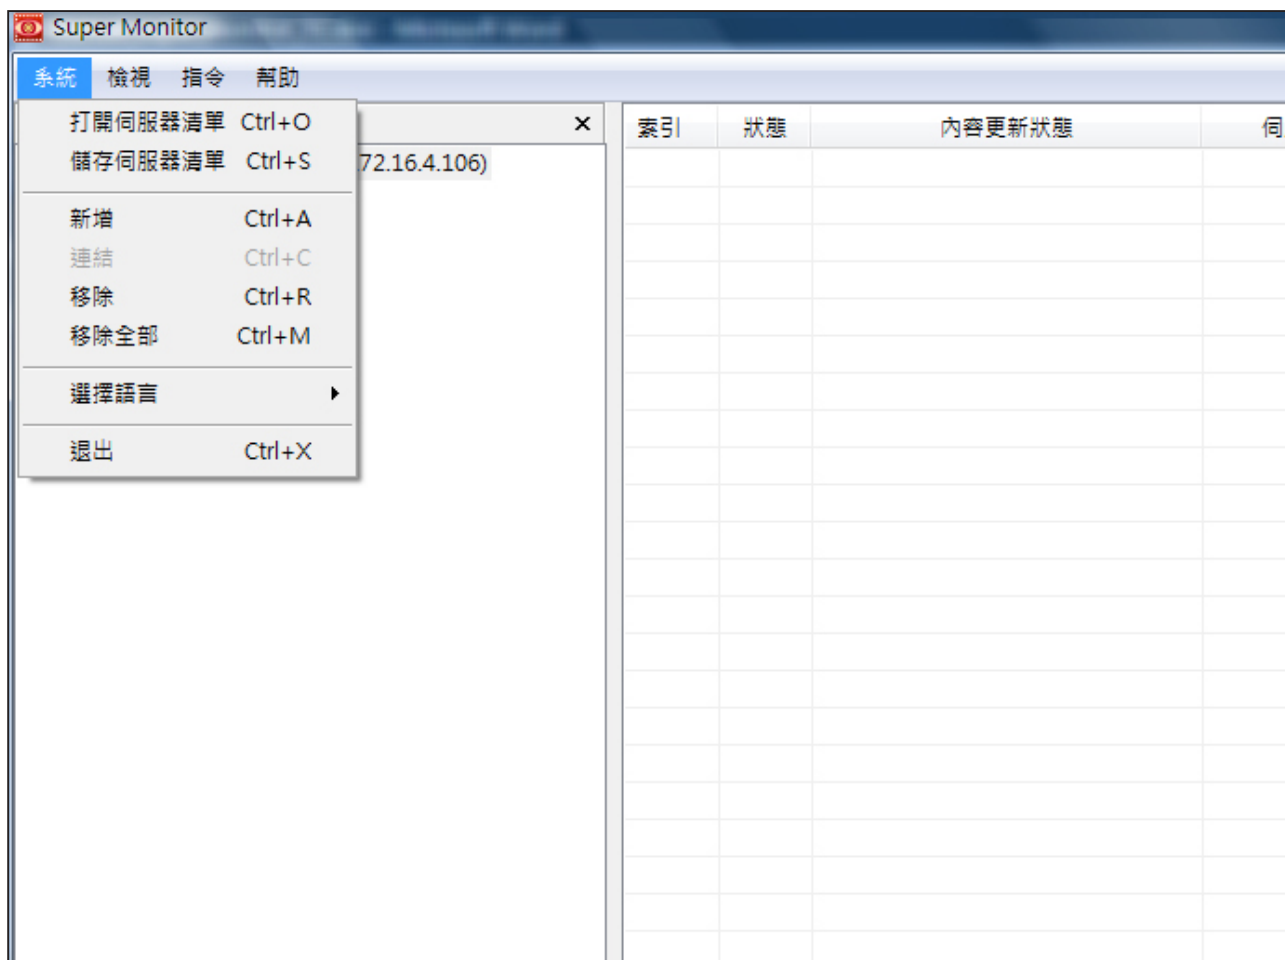 Super Monitor
系統 檢視 指令 幫助
打開伺服器清單 Ctrl+O
儲存伺服器清單 Ctrl+S
新增 Ctrl+A
連結 Ctrl+C
移除 Ctrl+R
移除全部 Ctrl+M
選擇語言
退出 Ctrl+X
72.16.4.106)
索引 狀態 內容更新狀態 伺